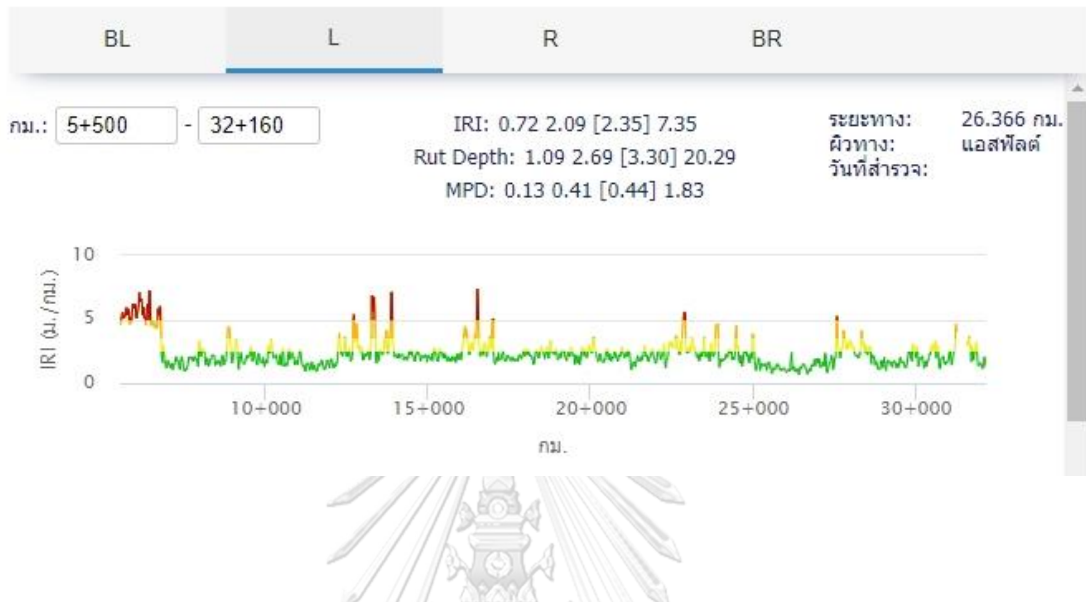 BL L R BR
กม.: 5+500 - 32+160
IRI: 0.72 2.09 [2.35] 7.35
Rut Depth: 1.09 2.69 [3.30] 20.29
MPD: 0.13 0.41 [0.44] 1.83
ระยะทาง: 26.366 กม.
ผิวทาง: แอสฟัลต์
วันที่สำรวจ:
IRI (ม./กม.)
10
5
0
10+000 15+000 20+000 25+000 30+000
กม.